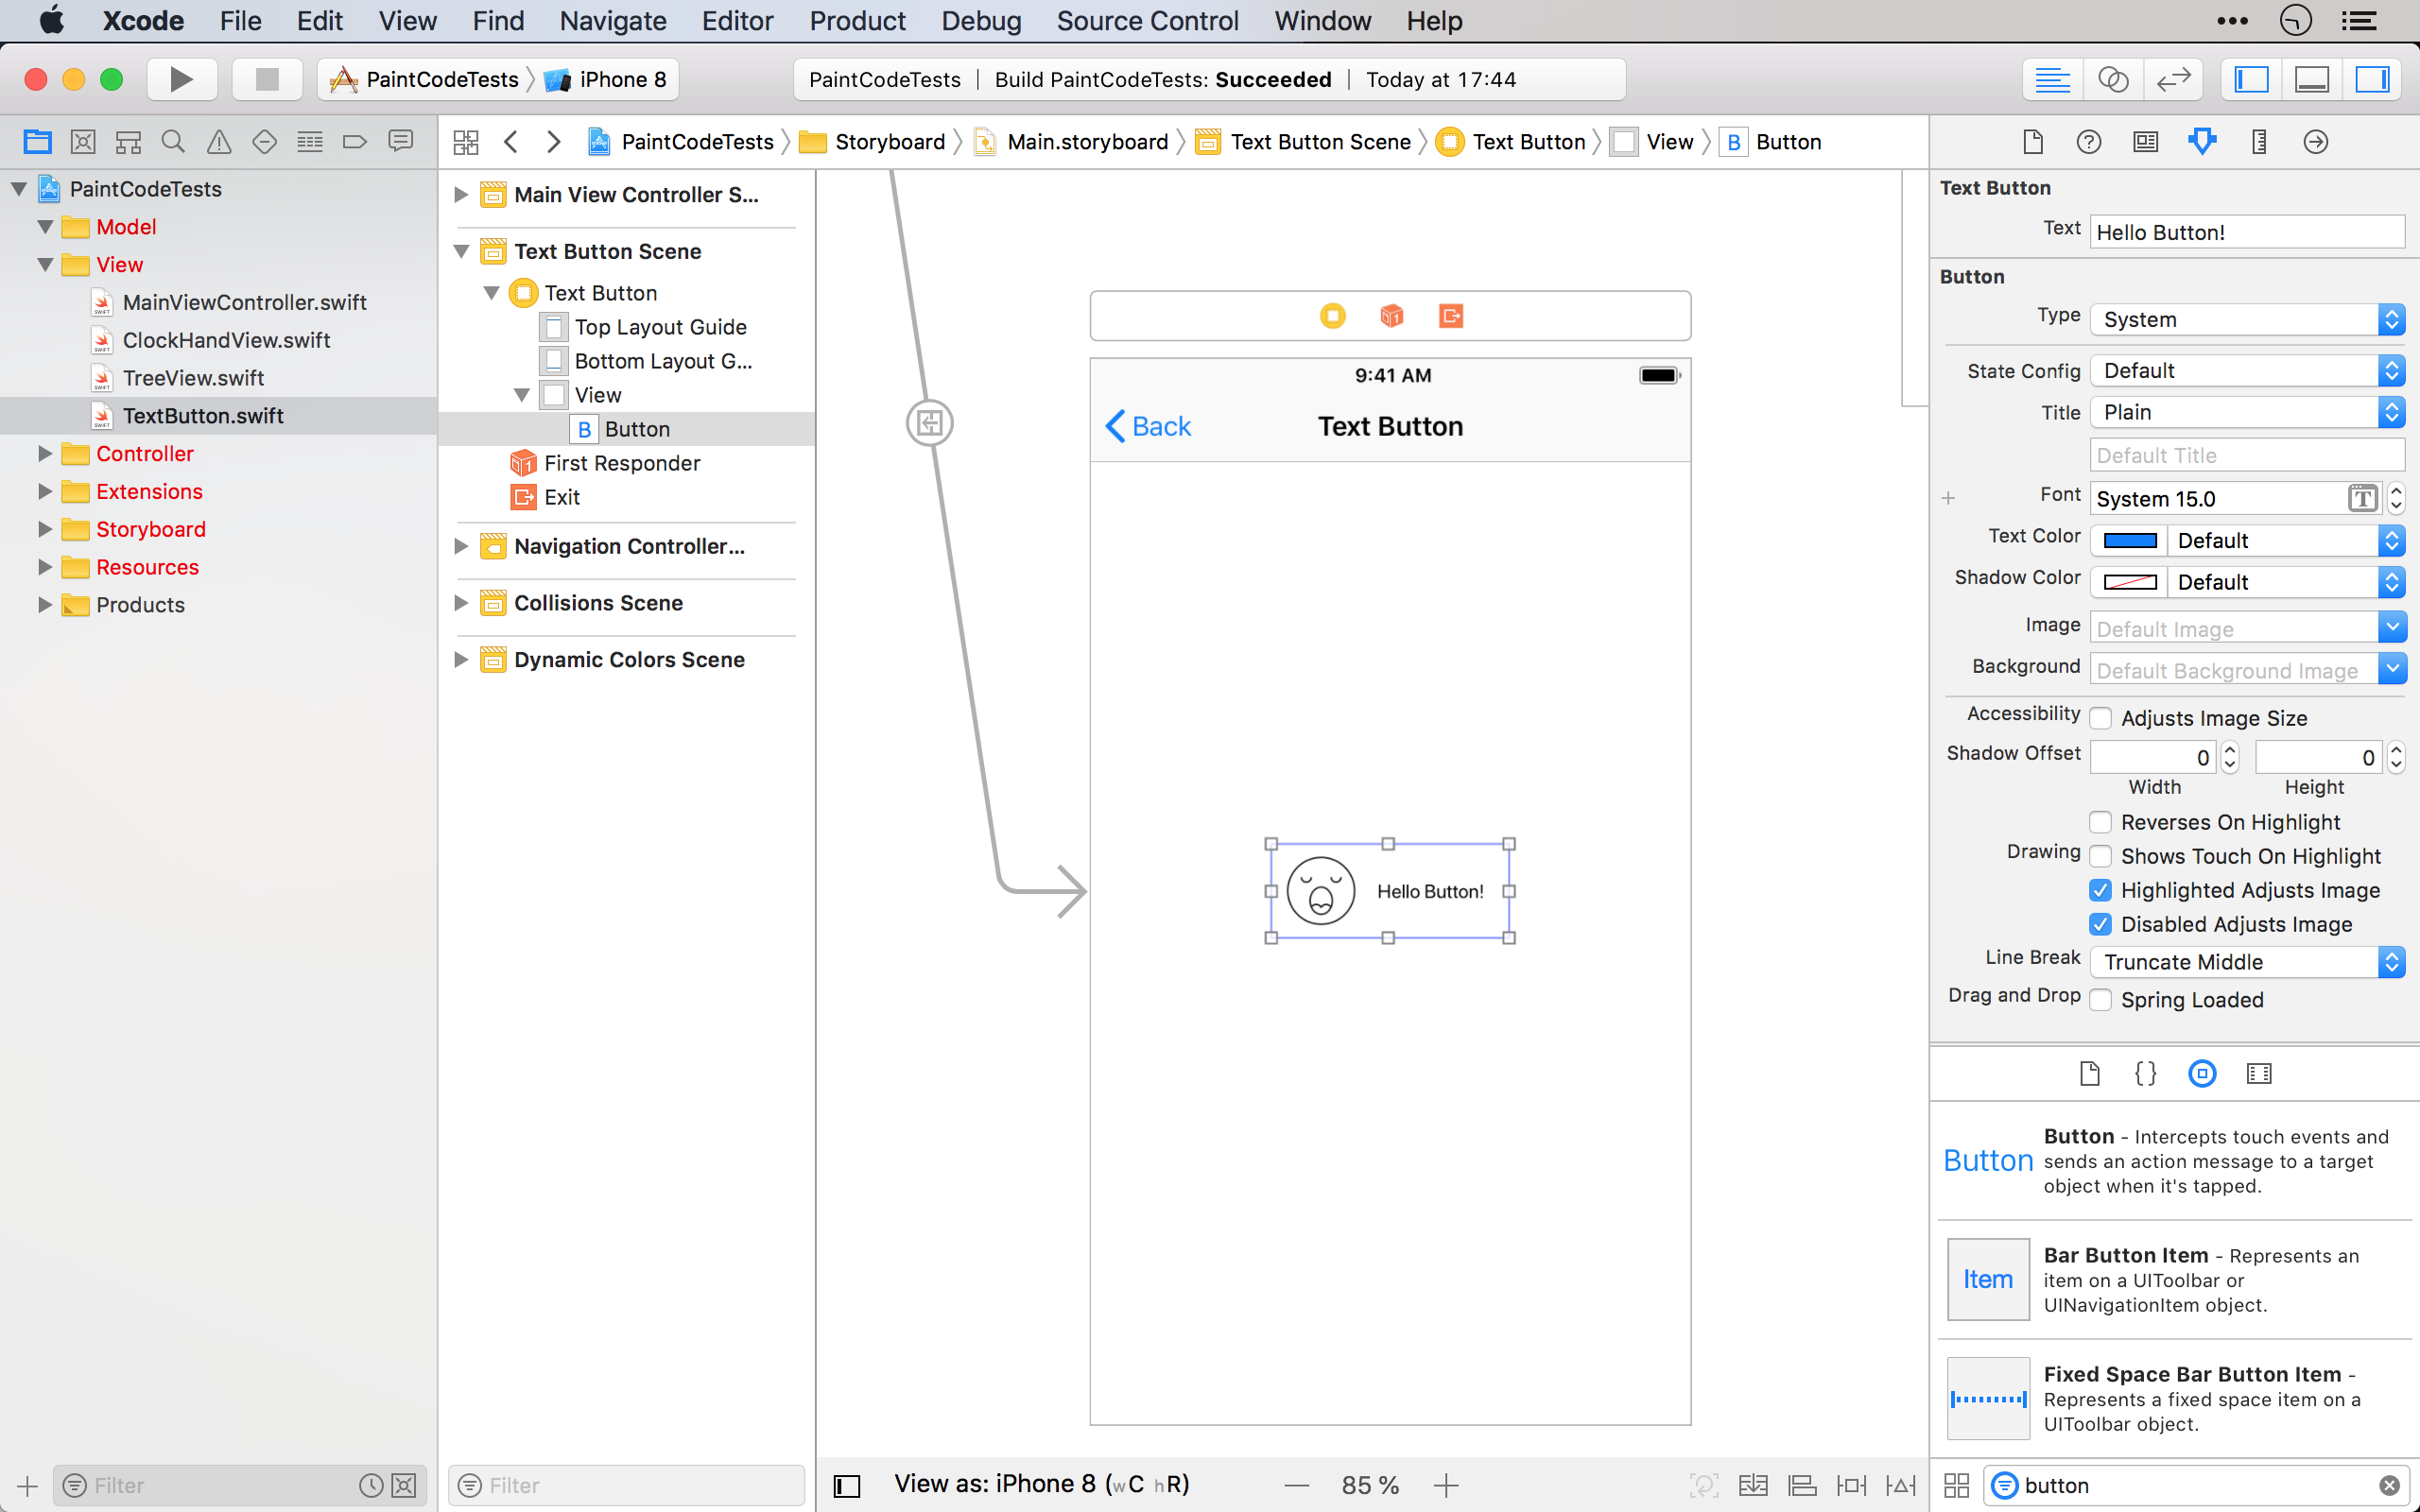 Xcode File Edit View Find Navigate Editor Product Debug Source Control Window Help
PaintCodeTests iPhone 8
PaintCodeTests | Build PaintCodeTests: Succeeded | Today at 17:44
PaintCodeTests Storyboard Main.storyboard Text Button Scene Text Button View B Button
PaintCodeTests
Model
View
MainViewController.swift
ClockHandView.swift
TreeView.swift
TextButton.swift
Controller
Extensions
Storyboard
Resources
Products
Filter
Main View Controller S...
Text Button Scene
Text Button
Top Layout Guide
Bottom Layout G...
View
B Button
First Responder
Exit
Navigation Controller...
Collisions Scene
Dynamic Colors Scene
Filter
9:41 AM
Back
Text Button
Hello Button!
View as: iPhone 8 (wC hR)
85 %
Text Button
Text Hello Button!
Button
Type System
State Config Default
Title Plain
Default Title
Font System 15.0
Text Color Default
Shadow Color Default
Image Default Image
Background Default Background Image
Accessibility Adjusts Image Size
Shadow Offset 0 0
Width Height
Reverses On Highlight
Drawing Shows Touch On Highlight
Highlighted Adjusts Image
Disabled Adjusts Image
Line Break Truncate Middle
Drag and Drop Spring Loaded
Button
Button - Intercepts touch events and
sends an action message to a target
object when it's tapped.
Item
Bar Button Item - Represents an
item on a UIToolbar or
UINavigationItem object.
Fixed Space Bar Button Item -
Represents a fixed space item on a
UIToolbar object.
button